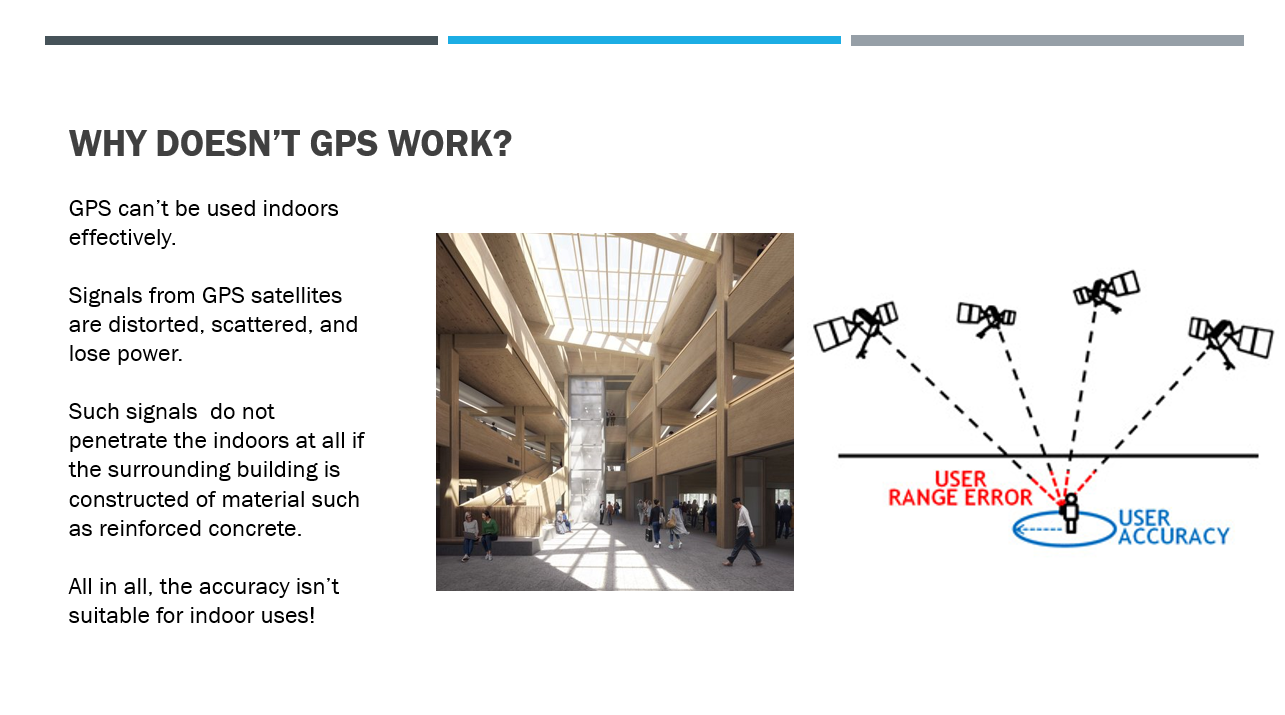 WHY DOESN’T GPS WORK?
GPS can’t be used indoors
effectively.
Signals from GPS satellites
are distorted, scattered, and
lose power.
Such signals  do not
penetrate the indoors at all if
the surrounding building is
constructed of material such
as reinforced concrete.
All in all, the accuracy isn’t
suitable for indoor uses!
USER
RANGE ERROR
USER
ACCURACY